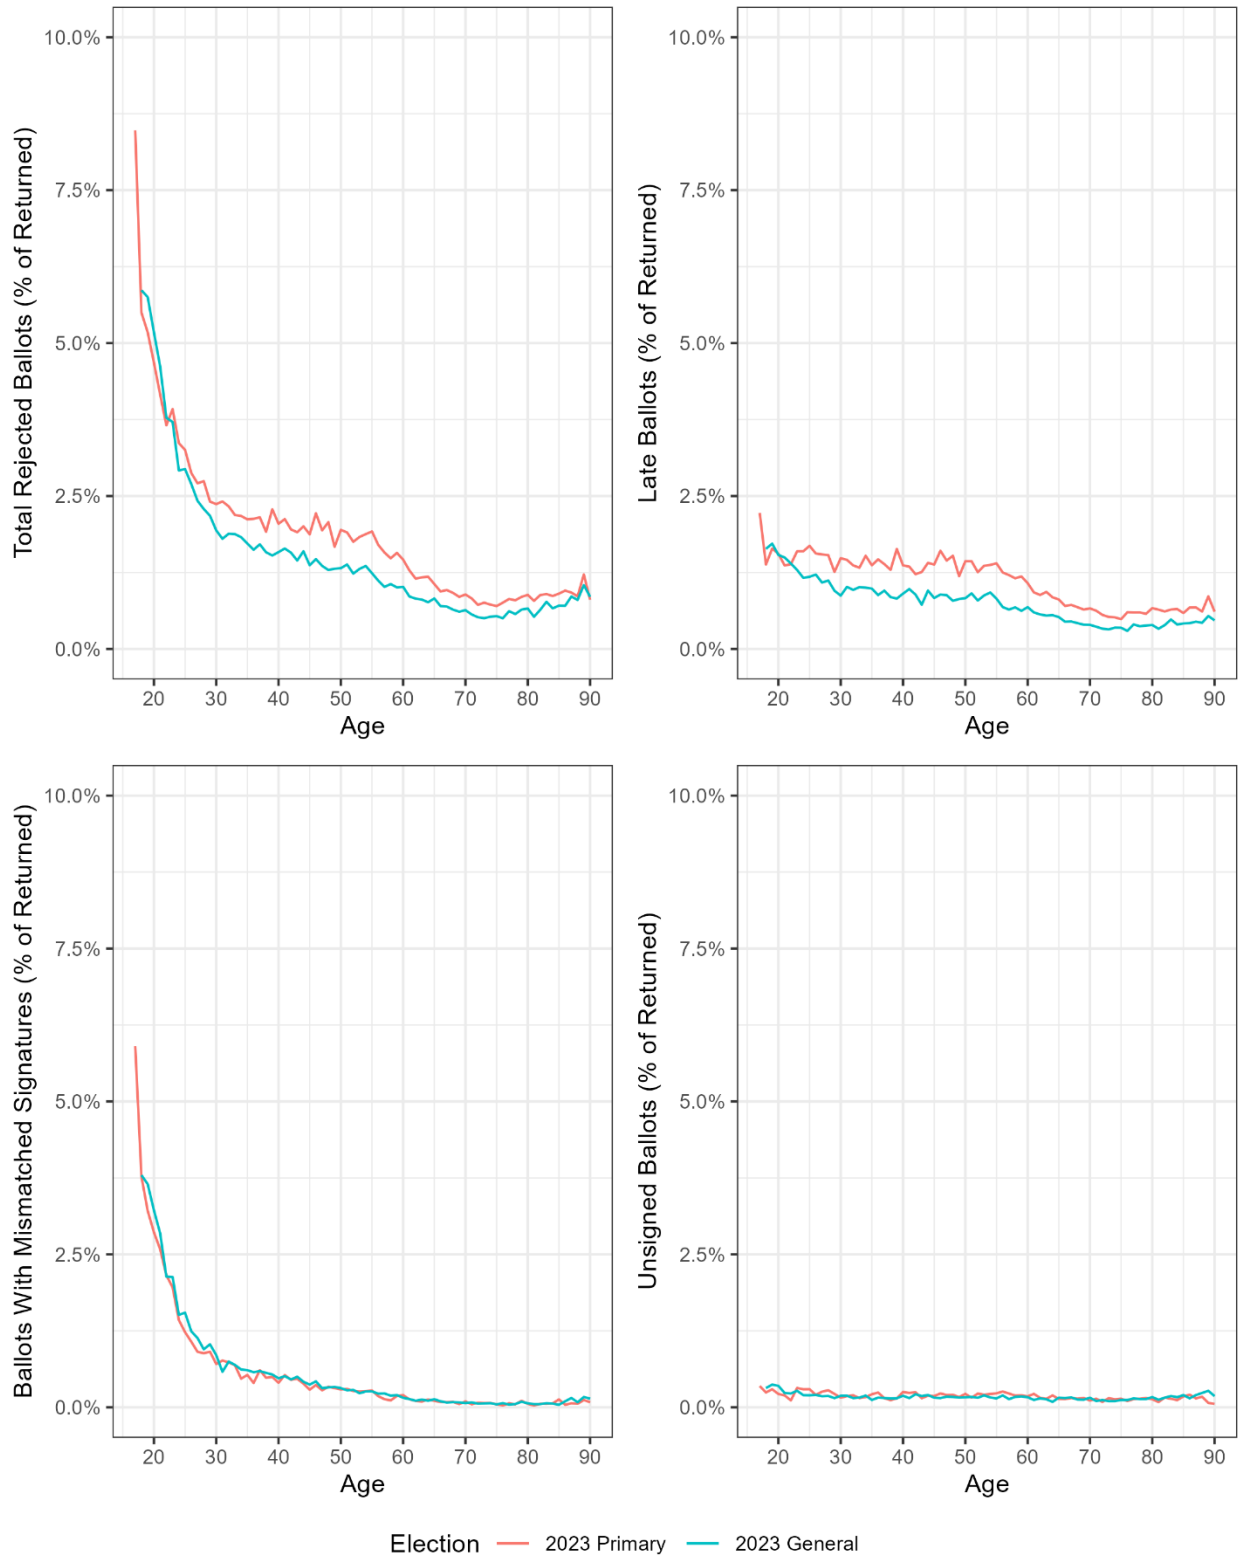 Total Rejected Ballots (% of Returned)
10.0%
7.5%
5.0%
2.5%
0.0%
20 30 40 50 60 70 80 90
Age
Late Ballots (% of Returned)
10.0%
7.5%
5.0%
2.5%
0.0%
20 30 40 50 60 70 80 90
Age
Ballots With Mismatched Signatures (% of Returned)
10.0%
7.5%
5.0%
2.5%
0.0%
20 30 40 50 60 70 80 90
Age
Unsigned Ballots (% of Returned)
10.0%
7.5%
5.0%
2.5%
0.0%
20 30 40 50 60 70 80 90
Age
Election 2023 Primary 2023 General